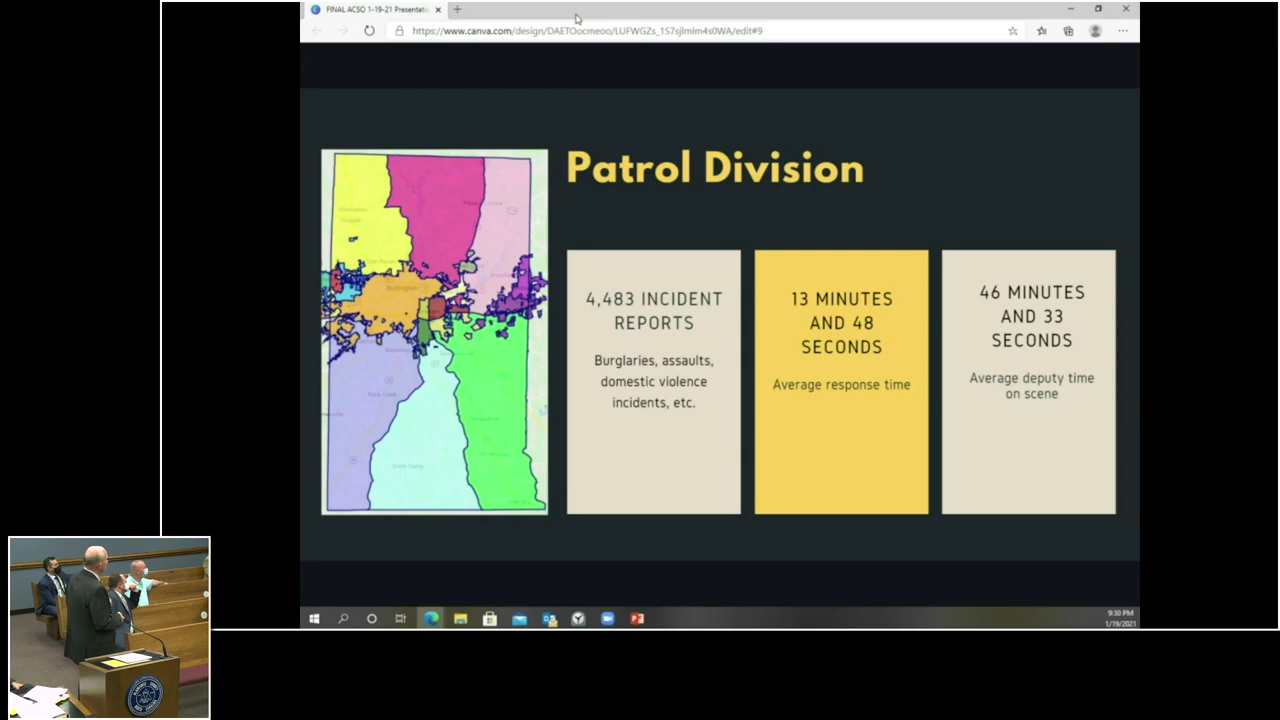 FINAL ACSO 1-19-21 Presentati
https://www.canva.com/design/DAETOocmeoo/LUFWGZs_1S7sjlmlm4s0WA/edit#9
Patrol Division
4,483 INCIDENT
REPORTS
Burglaries, assaults,
domestic violence
incidents, etc.
13 MINUTES
AND 48
SECONDS
Average response time
46 MINUTES
AND 33
SECONDS
Average deputy time
on scene
Burlington
9:30 PM
1/19/2021